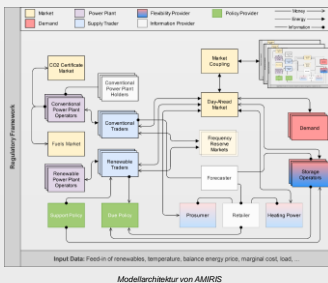 Market
Power Plant
Flexibility Provider
Policy Provider
Money
Demand
Supply Trader
Information Provider
Energy
Information
Regulatory Framework
CO2 Certificate
Market
Conventional
Power Plant
Holders
Conventional
Power Plant
Operators
Conventional
Traders
Fuels Market
Renewable
Power Plant
Operators
Renewable
Traders
Market
Coupling
Day-Ahead
Market
Frequency
Reserve
Markets
Demand
Forecaster
Storage
Operators
Support Policy
Prosumer
Retailer
Heating Power
Input Data: Feed-in of renewables, temperature, balance energy price, marginal cost, load, ...
Modellarchitektur von AMIRIS